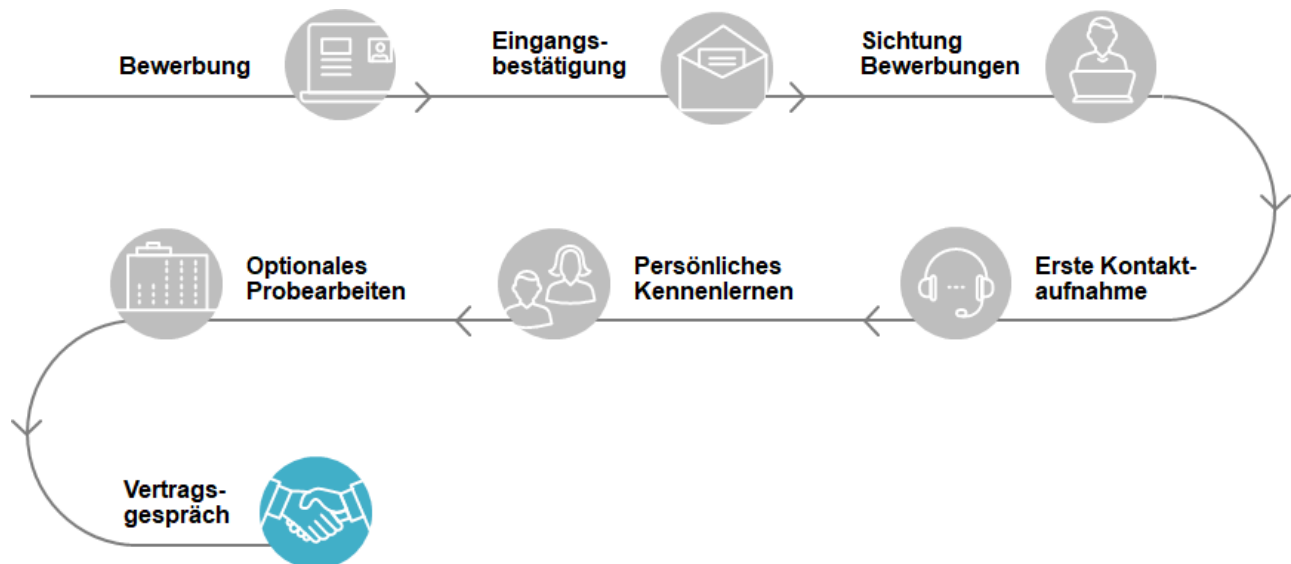 Bewerbung
Eingangs-
bestätigung
Sichtung
Bewerbungen
Erste Kontakt-
aufnahme
Persönliches
Kennenlernen
Optionales
Probearbeiten
Vertrags-
gespräch